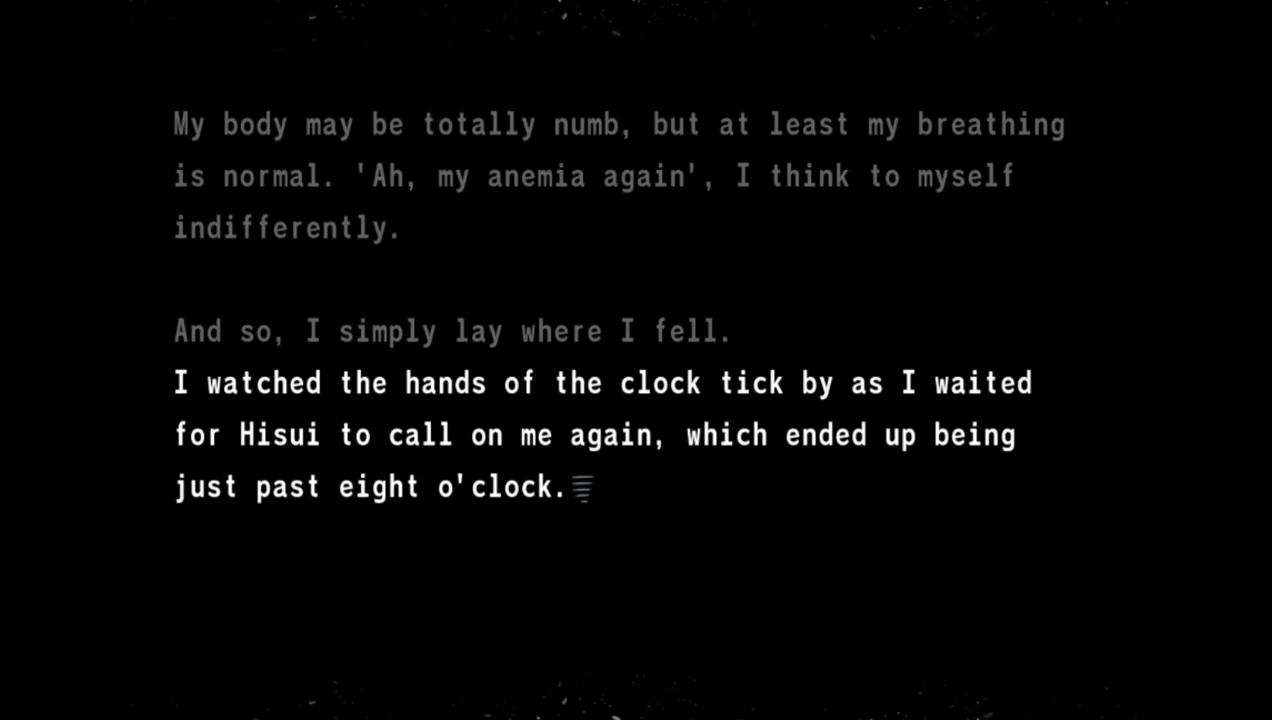 My body may be totally numb, but at least my breathing
is normal. 'Ah, my anemia again', I think to myself
indifferently.
And so, I simply lay where I fell.
I watched the hands of the clock tick by as I waited
for Hisui to call on me again, which ended up being
just past eight o'clock.